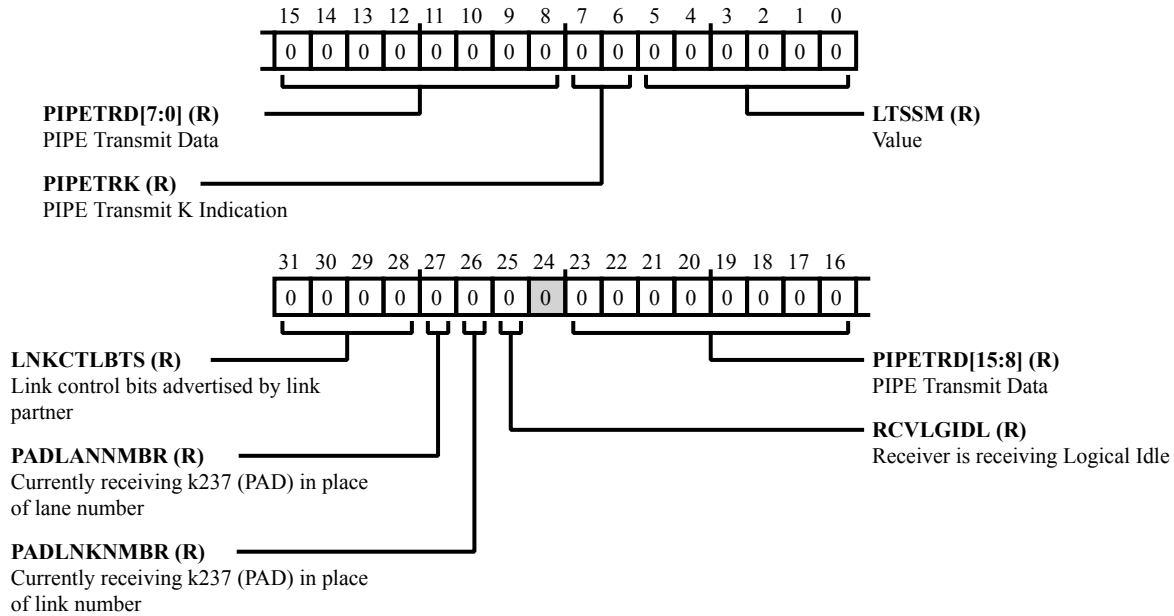 15 14 13 12 11 10 9 8 7 6 5 4 3 2 1 0
0 0 0 0 0 0 0 0 0 0 0 0 0 0 0 0
PIPETRD[7:0] (R)
PIPE Transmit Data
LTSSM (R)
Value
PIPETRK (R)
PIPE Transmit K Indication
31 30 29 28 27 26 25 24 23 22 21 20 19 18 17 16
0 0 0 0 0 0 0 0 0 0 0 0 0 0 0 0
LNKCTLBTS (R)
Link control bits advertised by link
partner
PIPETRD[15:8] (R)
PIPE Transmit Data
RCVLGIDL (R)
Receiver is receiving Logical Idle
PADLANNMBR (R)
Currently receiving k237 (PAD) in place
of lane number
PADLNKNMBR (R)
Currently receiving k237 (PAD) in place
of link number